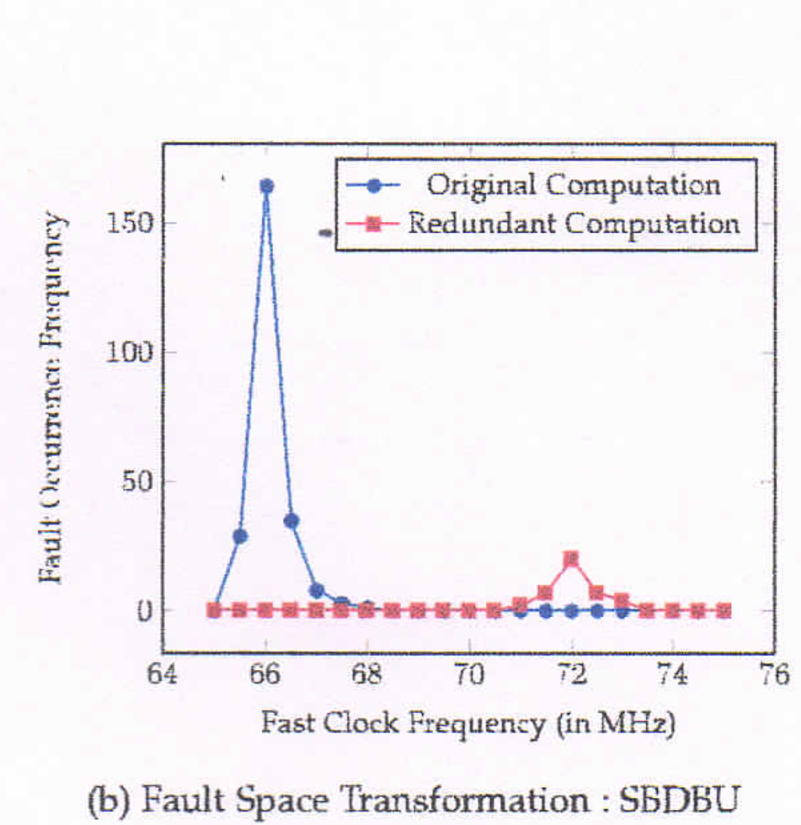 Original Computation
Redundant Computation
150
100
50
0
Fault Occurrence Frequency
64 66 68 70 72 74 76
Fast Clock Frequency (in MHz)
(b) Fault Space Transformation : SBDBU